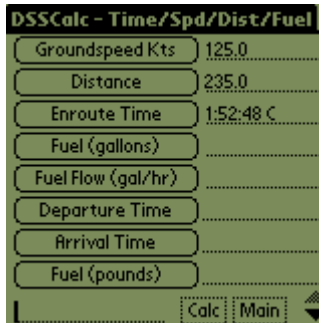 DSSCalc - Time/Spd/Dist/Fuel
Groundspeed Kts 125.0
Distance 235.0
Enroute Time 1:52:48 C
Fuel (gallons)
Fuel Flow (gal/hr)
Departure Time
Arrival Time
Fuel (pounds)
Calc Main